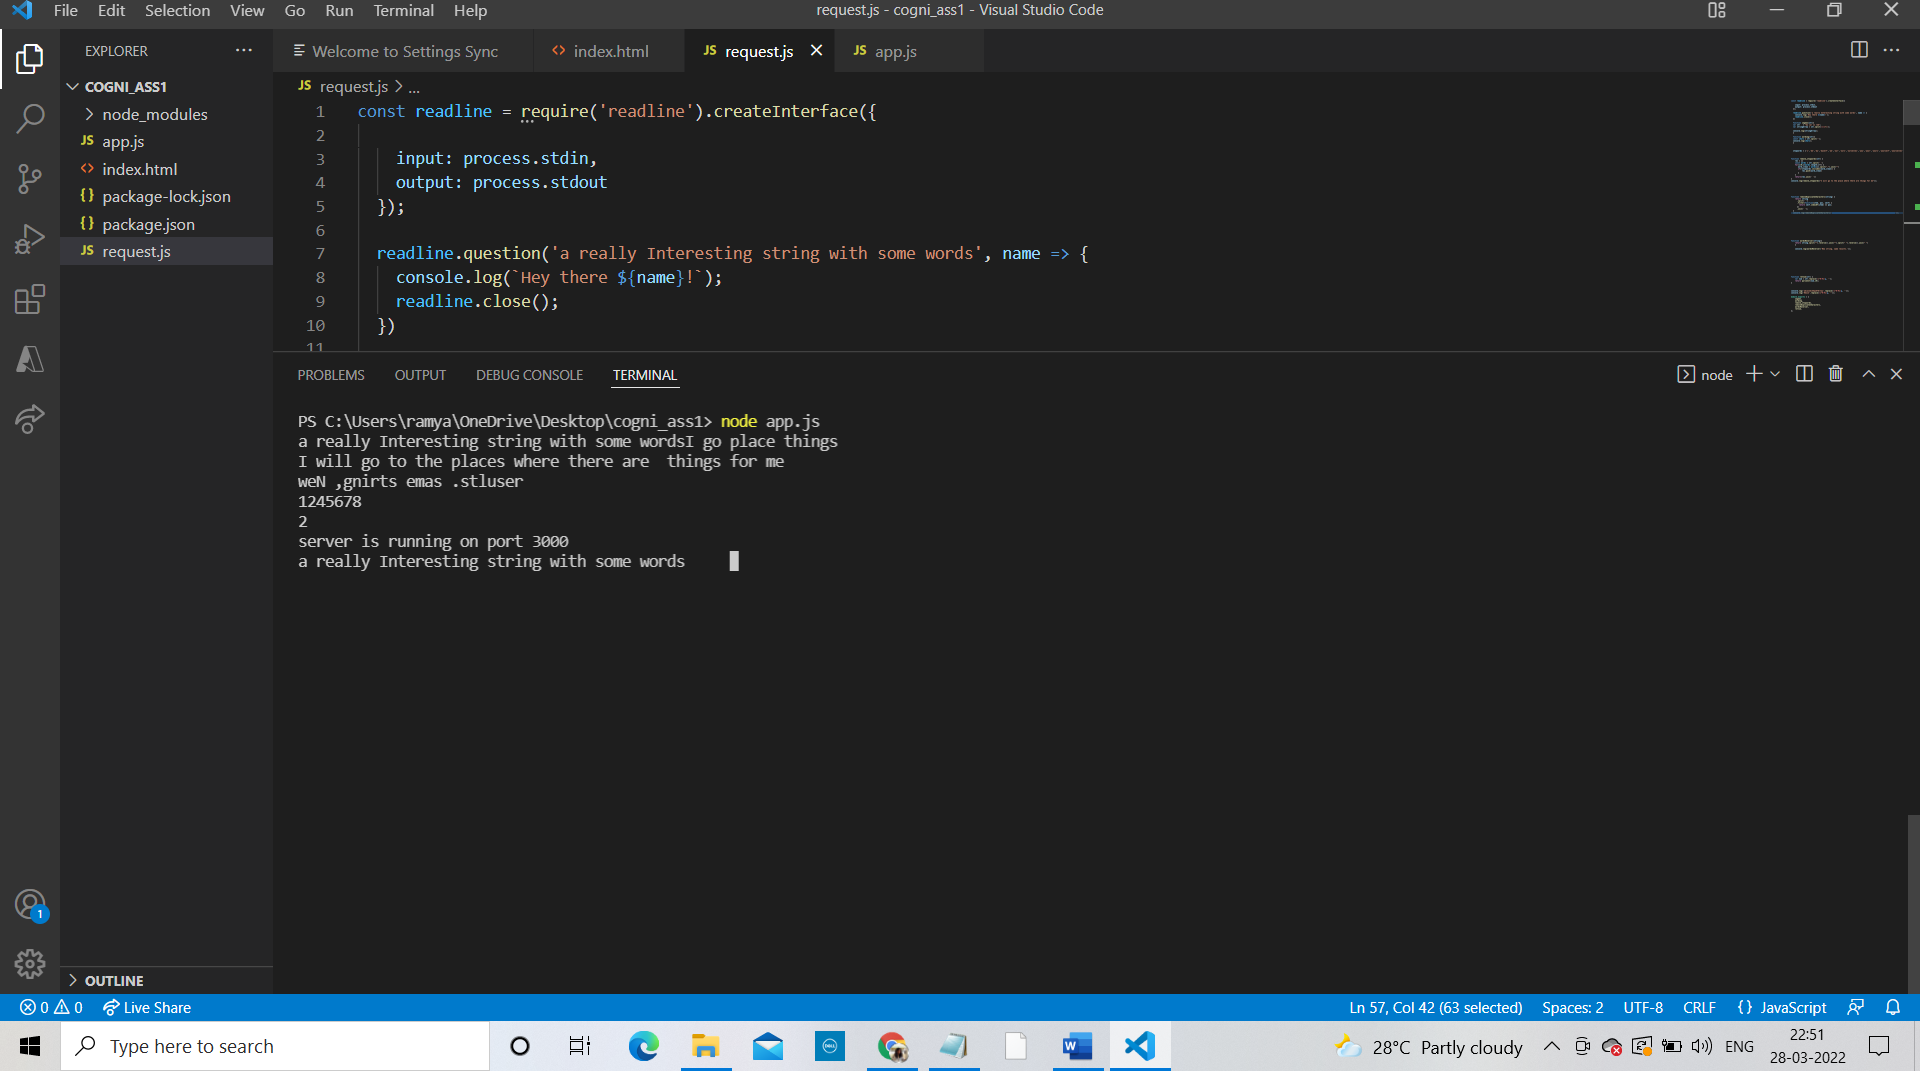 File Edit Selection View Go Run Terminal Help
request.js - cogni_ass1 - Visual Studio Code
EXPLORER
Welcome to Settings Sync
index.html
JS request.js
JS app.js
COGNI_ASS1
node_modules
JS app.js
index.html
{} package-lock.json
{} package.json
JS request.js
JS request.js > ...
1 const readline = require('readline').createInterface({
2
3 input: process.stdin,
4 output: process.stdout
5 });
6
7 readline.question('a really Interesting string with some words', name => {
8 console.log(`Hey there ${name}!`);
9 readline.close();
10 })
11
PROBLEMS OUTPUT DEBUG CONSOLE TERMINAL
node
PS C:\Users\ramya\OneDrive\Desktop\cogni_ass1> node app.js
a really Interesting string with some wordsI go place things
I will go to the places where there are  things for me
weN ,gnirts emas .stluser
1245678
2
server is running on port 3000
a really Interesting string with some words
1
OUTLINE
0 0 Live Share
Ln 57, Col 42 (63 selected) Spaces: 2 UTF-8 CRLF {} JavaScript
Type here to search
DELL
W
28°C Partly cloudy
ENG
22:51
28-03-2022